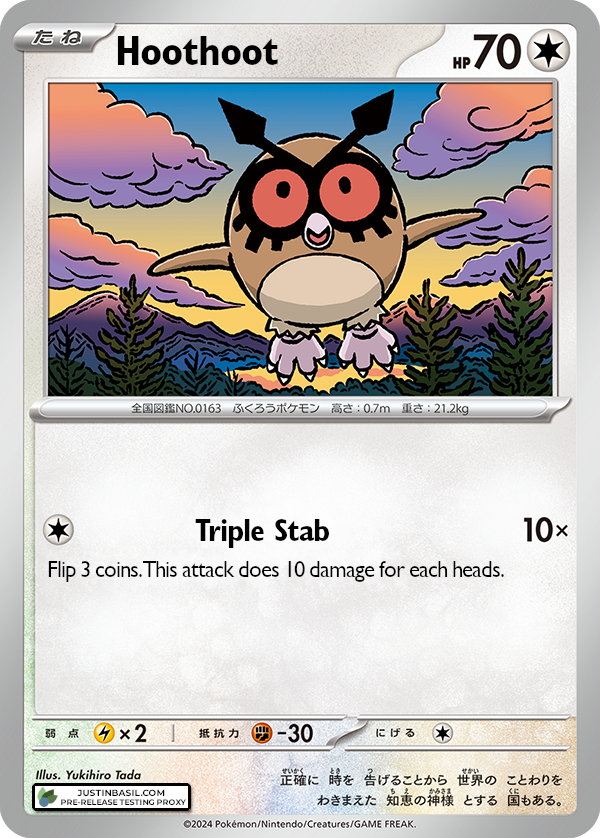 たね Hoothoot HP70
全国図鑑NO.0163 ふくろうポケモン 高さ:0.7m 重さ:21.2kg
Triple Stab 10×
Flip 3 coins. This attack does 10 damage for each heads.
弱点 ×2 抵抗力 -30 にげる
Illus. Yukihiro Tada
JUSTINBASIL.COM
PRE-RELEASE TESTING PROXY
正確に 時を 告げることから 世界の ことわりを
わきまえた 知恵の神様 とする 国もある。
©2024 Pokémon/Nintendo/Creatures/GAME FREAK.